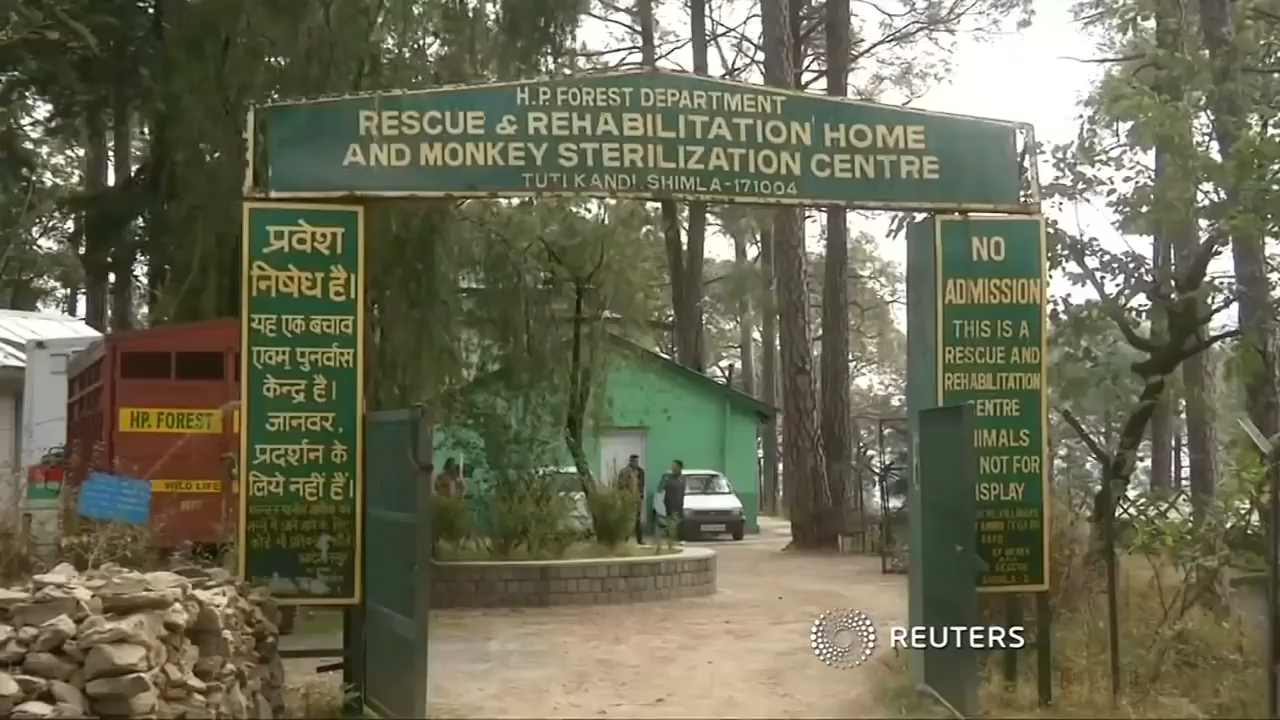 H.P. FOREST DEPARTMENT
RESCUE & REHABILITATION HOME
AND MONKEY STERILIZATION CENTRE
TUTI KANDI, SHIMLA-171004
प्रवेश
निषेध है।
यह एक बचाव
एवम् पुनर्वास
केन्द्र है।
जानवर,
प्रदर्शन के
लिये नहीं हैं।
NO
ADMISSION
THIS IS A
RESCUE AND
REHABILITATION
ENTRE
IMALS
NOT FOR
ISPLAY
HP. FOREST
WILD LIFE
REUTERS